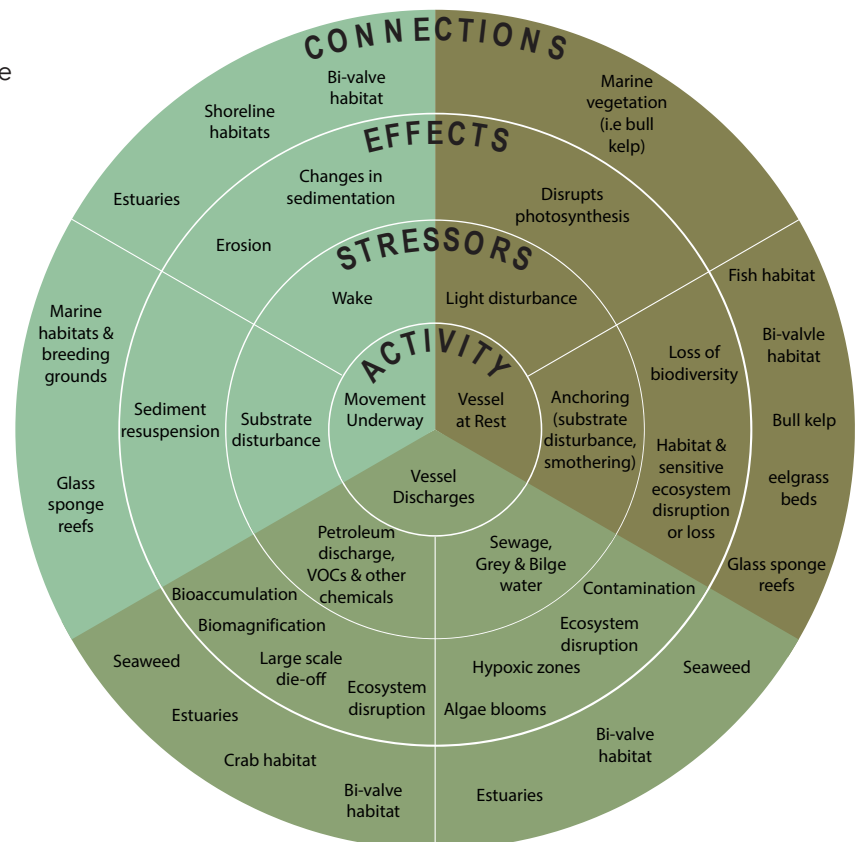 e
CONNECTIONS
Bi-valve
habitat
Shoreline
habitats
Estuaries
Marine
vegetation
(i.e bull
kelp)
EFFECTS
Changes in
sedimentation
Erosion
Disrupts
photosynthesis
STRESSORS
Wake
Light disturbance
ACTIVITY
Movement
Underway
Vessel
at Rest
Vessel
Discharges
Marine
habitats &
breeding
grounds
Glass
sponge
reefs
Sediment
resuspension
Substrate
disturbance
Anchoring
(substrate
disturbance,
smothering)
Loss of
biodiversity
Habitat &
sensitive
ecosystem
disruption
or loss
Fish habitat
Bi-valvle
habitat
Bull kelp
eelgrass
beds
Glass sponge
reefs
Petroleum
discharge,
VOCs & other
chemicals
Bioaccumulation
Biomagnification
Large scale
die-off
Ecosystem
disruption
Seaweed
Estuaries
Crab habitat
Bi-valve
habitat
Sewage,
Grey & Bilge
water
Contamination
Ecosystem
disruption
Hypoxic zones
Algae blooms
Seaweed
Bi-valve
habitat
Estuaries